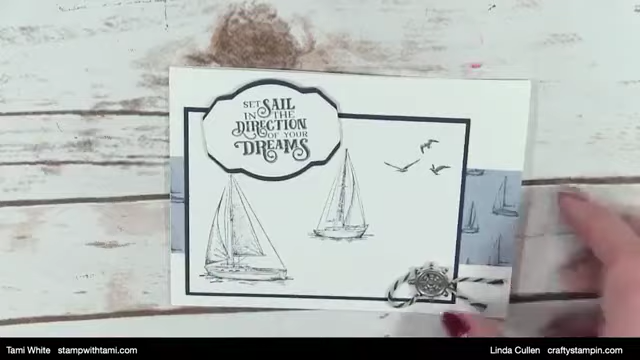 SET SAIL
IN THE
DIRECTION
OF YOUR
DREAMS
Tami White stampwithtami.com Linda Cullen craftystampin.com